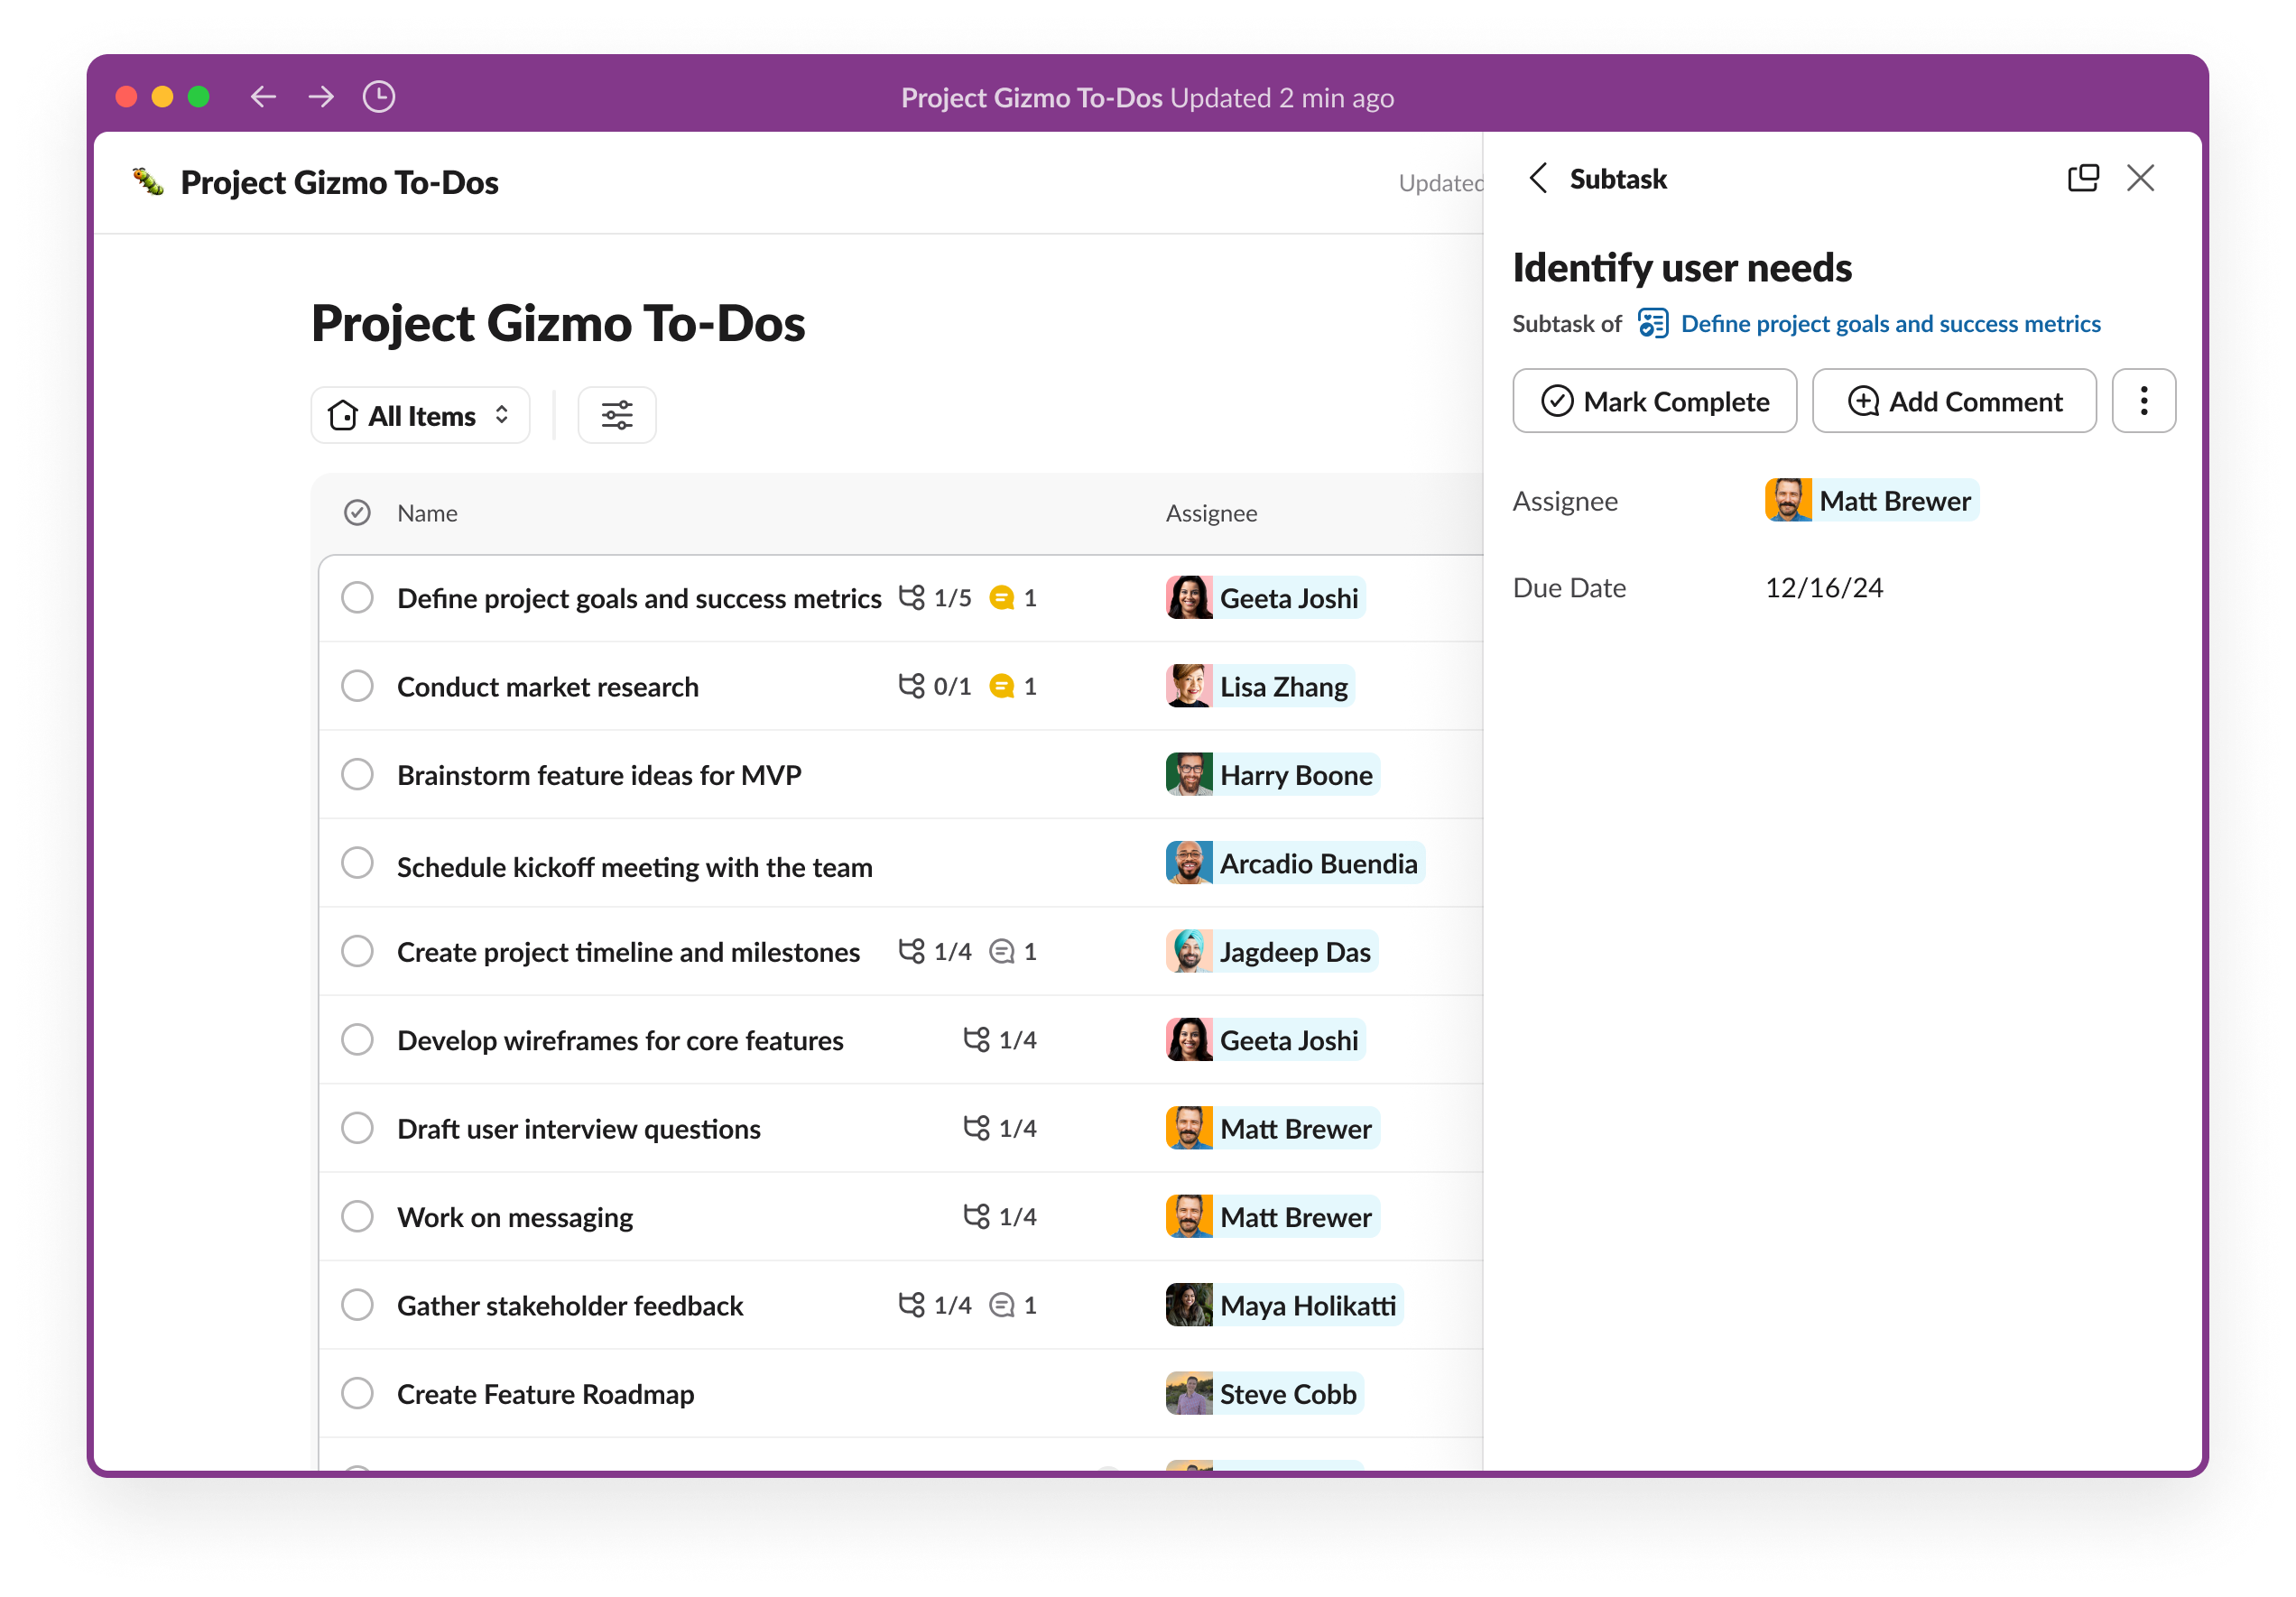 Project Gizmo To-Dos Updated 2 min ago
Project Gizmo To-Dos
Updated
Project Gizmo To-Dos
All Items
Name Assignee
Define project goals and success metrics 1/5 1 Geeta Joshi
Conduct market research 0/1 1 Lisa Zhang
Brainstorm feature ideas for MVP Harry Boone
Schedule kickoff meeting with the team Arcadio Buendia
Create project timeline and milestones 1/4 1 Jagdeep Das
Develop wireframes for core features 1/4 Geeta Joshi
Draft user interview questions 1/4 Matt Brewer
Work on messaging 1/4 Matt Brewer
Gather stakeholder feedback 1/4 1 Maya Holikatti
Create Feature Roadmap Steve Cobb
Subtask
Identify user needs
Subtask of Define project goals and success metrics
Mark Complete Add Comment
Assignee Matt Brewer
Due Date 12/16/24